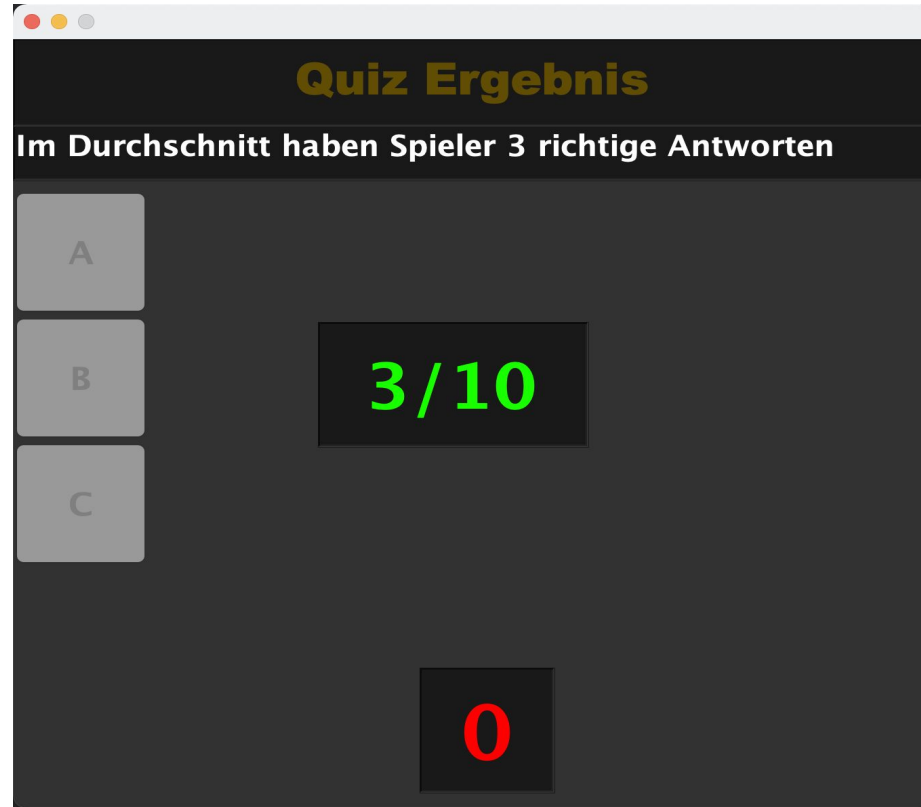 Quiz Ergebnis
Im Durchschnitt haben Spieler 3 richtige Antworten
A
3/10
B
C
0